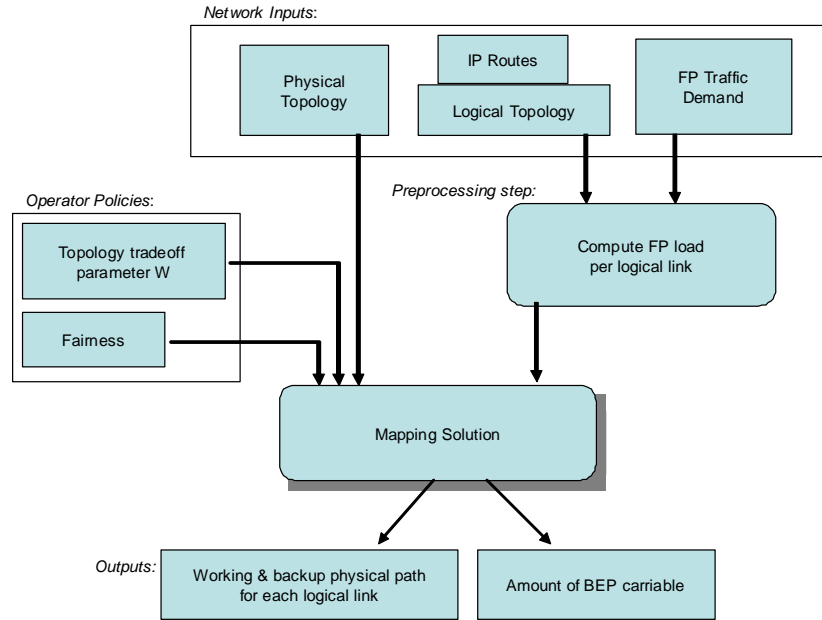 Network Inputs:
Physical
Topology
IP Routes
Logical Topology
FP Traffic
Demand
Preprocessing step:
Operator Policies:
Topology tradeoff
parameter W
Fairness
Compute FP load
per logical link
Mapping Solution
Outputs:
Working & backup physical path
for each logical link
Amount of BEP carriable